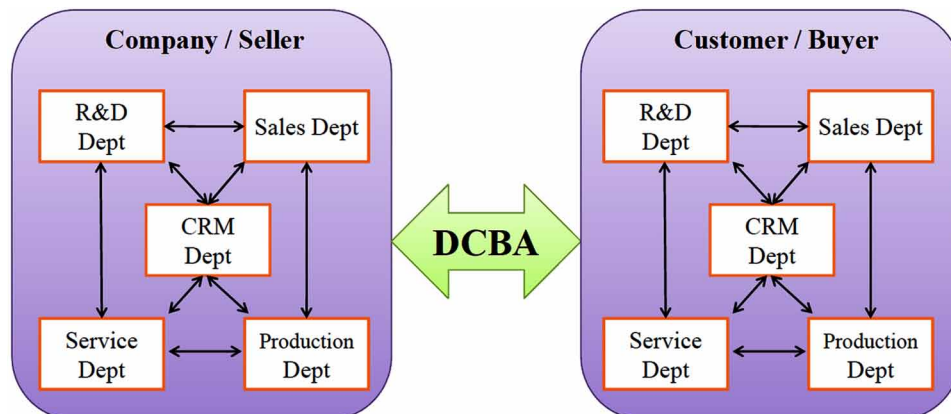 Company / Seller
R&D
Dept
Sales Dept
CRM
Dept
Service
Dept
Production
Dept
DCBA
Customer / Buyer
R&D
Dept
Sales Dept
CRM
Dept
Service
Dept
Production
Dept